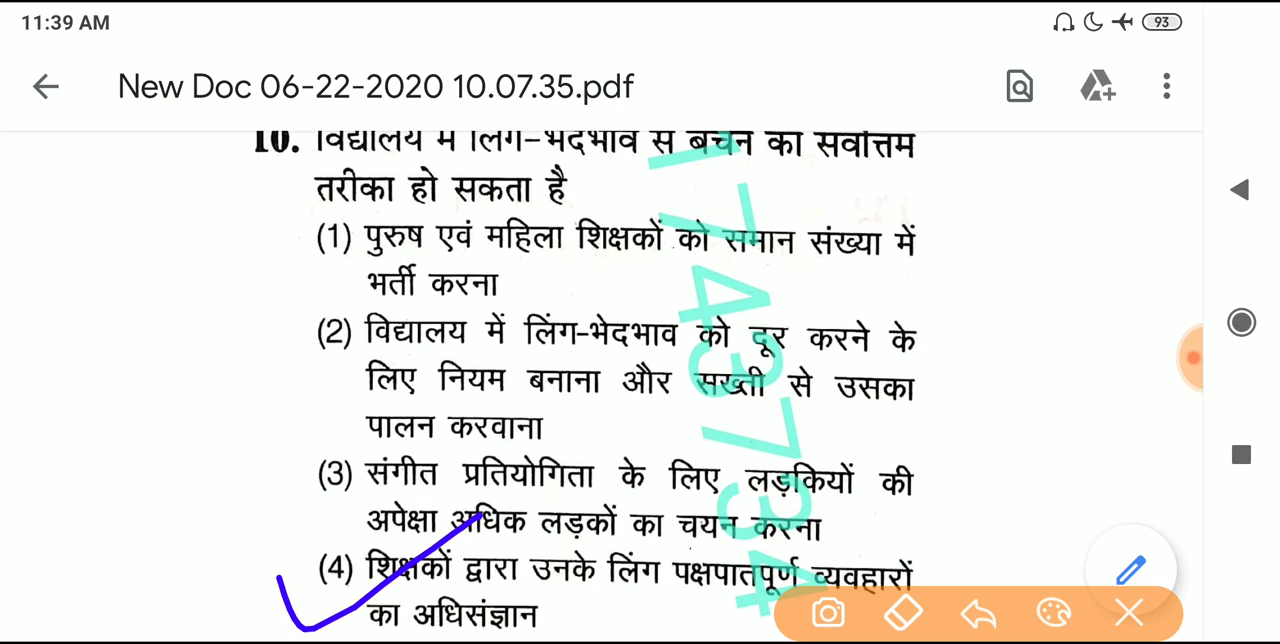 11:39 AM
93
New Doc 06-22-2020 10.07.35.pdf
10. विद्यालय में लिंग-भेदभाव से बचने का सर्वोत्तम
तरीका हो सकता है
(1) पुरुष एवं महिला शिक्षकों को समान संख्या में
भर्ती करना
(2) विद्यालय में लिंग-भेदभाव को दूर करने के
लिए नियम बनाना और सख्ती से उसका
पालन करवाना
(3) संगीत प्रतियोगिता के लिए लड़कियों की
अपेक्षा अधिक लड़कों का चयन करना
(4) शिक्षकों द्वारा उनके लिंग पक्षपातपूर्ण व्यवहारों
का अधिसंज्ञान
1743734